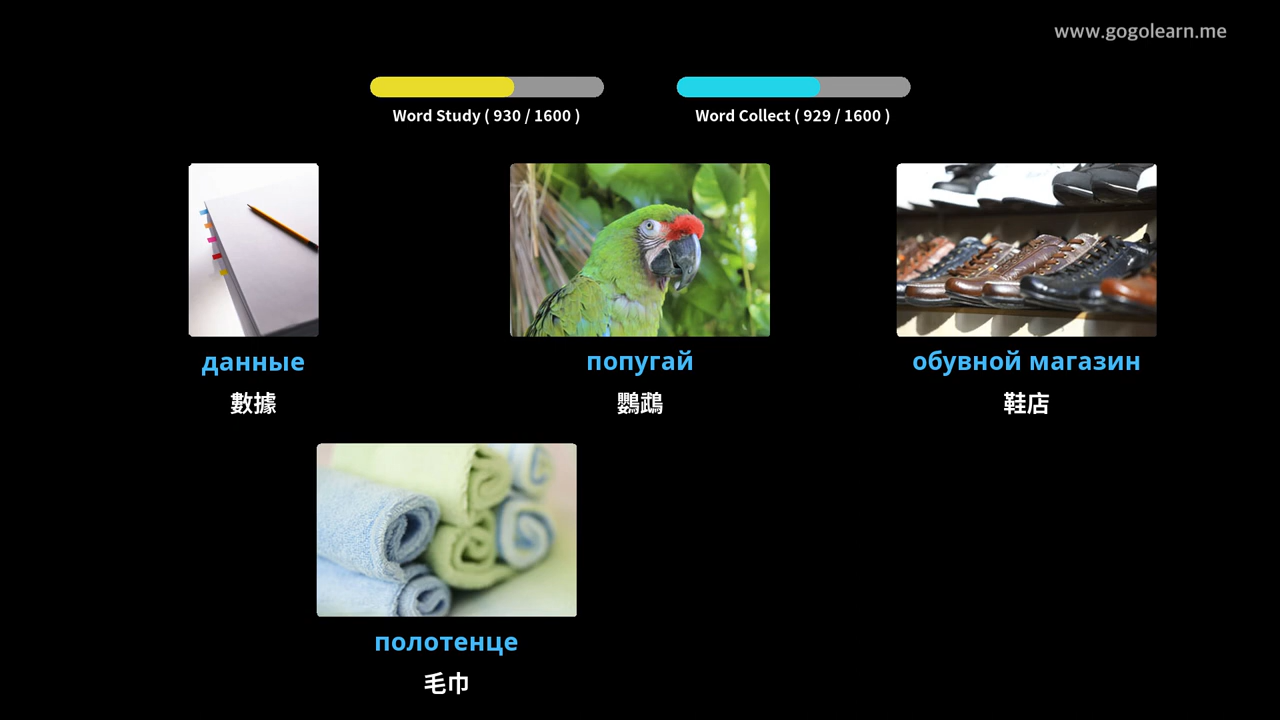 www.gogolearn.me
Word Study ( 930 / 1600 )
Word Collect ( 929 / 1600 )
данные
數據
попугай
鸚鵡
обувной магазин
鞋店
полотенце
毛巾